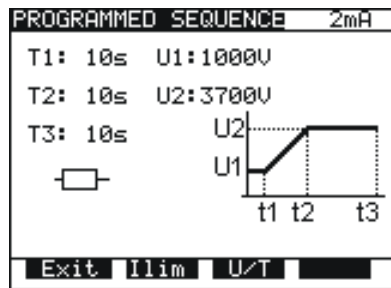 PROGRAMMED SEQUENCE 2mA
T1: 10s U1:1000V
T2: 10s U2:3700V
T3: 10s
U2
U1
t1 t2 t3
Exit Ilim U/T